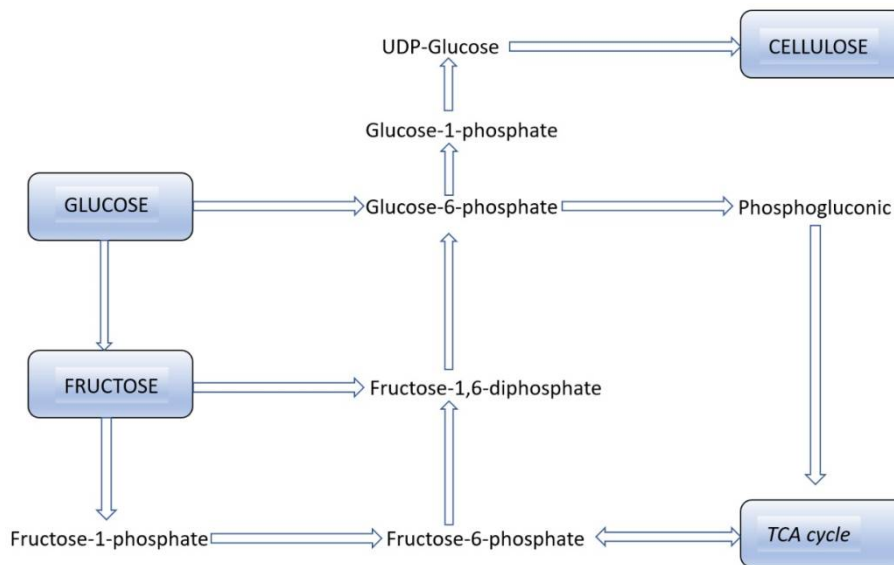 UDP-Glucose
CELLULOSE
Glucose-1-phosphate
GLUCOSE
Glucose-6-phosphate
Phosphogluconic
FRUCTOSE
Fructose-1,6-diphosphate
Fructose-1-phosphate
Fructose-6-phosphate
TCA cycle